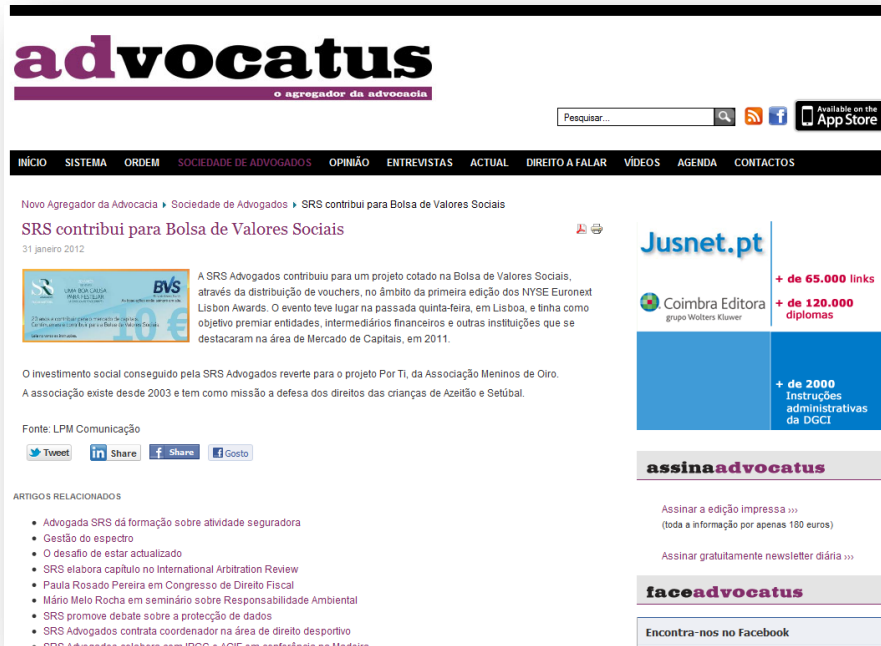 advocatus
o agregador da advocacia
Pesquisar...
Available on the
App Store
INÍCIO SISTEMA ORDEM SOCIEDADE DE ADVOGADOS OPINIÃO ENTREVISTAS ACTUAL DIREITO A FALAR VÍDEOS AGENDA CONTACTOS
Novo Agregador da Advocacia Sociedade de Advogados SRS contribui para Bolsa de Valores Sociais
SRS contribui para Bolsa de Valores Sociais
31 janeiro 2012
SRS
UMA BOA CAUSA
PARA FESTEJAR
BVS
10 €
A SRS Advogados contribuiu para um projeto cotado na Bolsa de Valores Sociais,
através da distribuição de vouchers, no âmbito da primeira edição dos NYSE Euronext
Lisbon Awards. O evento teve lugar na passada quinta-feira, em Lisboa, e tinha como
objetivo premiar entidades, intermediários financeiros e outras instituições que se
destacaram na área de Mercado de Capitais, em 2011.
O investimento social conseguido pela SRS Advogados reverte para o projeto Por Ti, da Associação Meninos de Oiro.
A associação existe desde 2003 e tem como missão a defesa dos direitos das crianças de Azeitão e Setúbal.
Fonte: LPM Comunicação
Tweet
in Share
f Share
f Gosto
ARTIGOS RELACIONADOS
Advogada SRS dá formação sobre atividade seguradora
Gestão do espectro
O desafio de estar actualizado
SRS elabora capítulo no International Arbitration Review
Paula Rosado Pereira em Congresso de Direito Fiscal
Mário Melo Rocha em seminário sobre Responsabilidade Ambiental
SRS promove debate sobre a protecção de dados
SRS Advogados contrata coordenador na área de direito desportivo
Jusnet.pt
Coimbra Editora
grupo Wolters Kluwer
+ de 65.000 links
+ de 120.000
diplomas
+ de 2000
Instruções
administrativas
da DGCI
assinaadvocatus
Assinar a edição impressa ›››
(toda a informação por apenas 180 euros)
Assinar gratuitamente newsletter diária ›››
faceadvocatus
Encontra-nos no Facebook